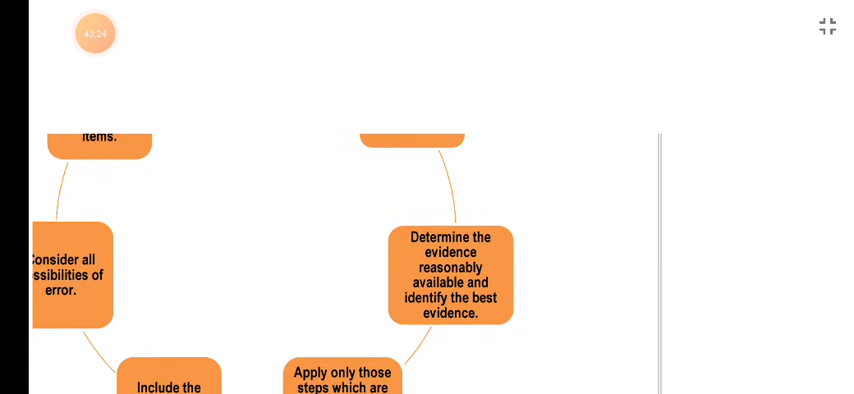 43:24
items.
Consider all
ossibilities of
error.
Determine the
evidence
reasonably
available and
identify the best
evidence.
Include the
Apply only those
steps which are